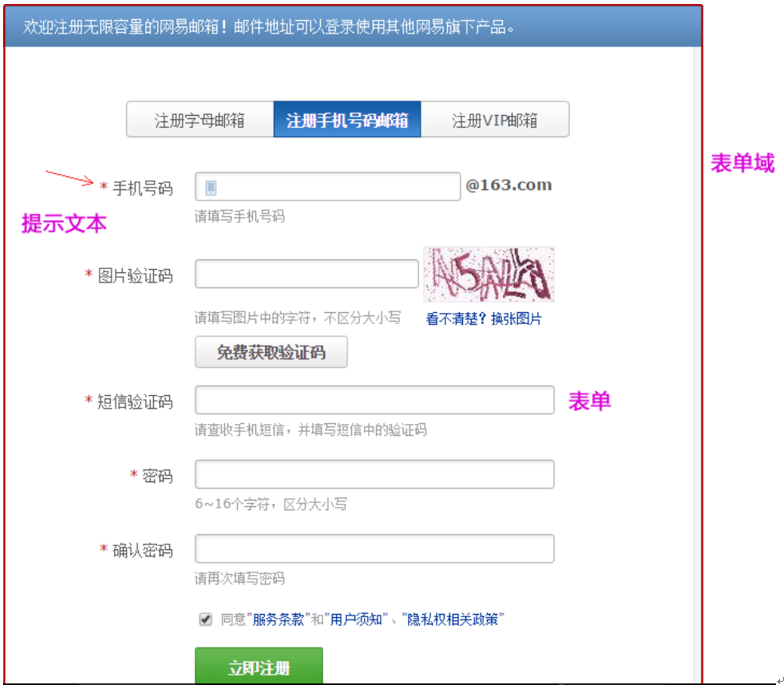 欢迎注册无限容量的网易邮箱！邮件地址可以登录使用其他网易旗下产品。
注册字母邮箱 注册手机号码邮箱 注册VIP邮箱
表单域
* 手机号码 @163.com
请填写手机号码
提示文本
* 图片验证码
请填写图片中的字符，不区分大小写 看不清楚？换张图片
免费获取验证码
* 短信验证码 表单
请查收手机短信，并填写短信中的验证码
* 密码
6~16个字符，区分大小写
* 确认密码
请再次填写密码
同意"服务条款"和"用户须知"、"隐私权相关政策"
立即注册